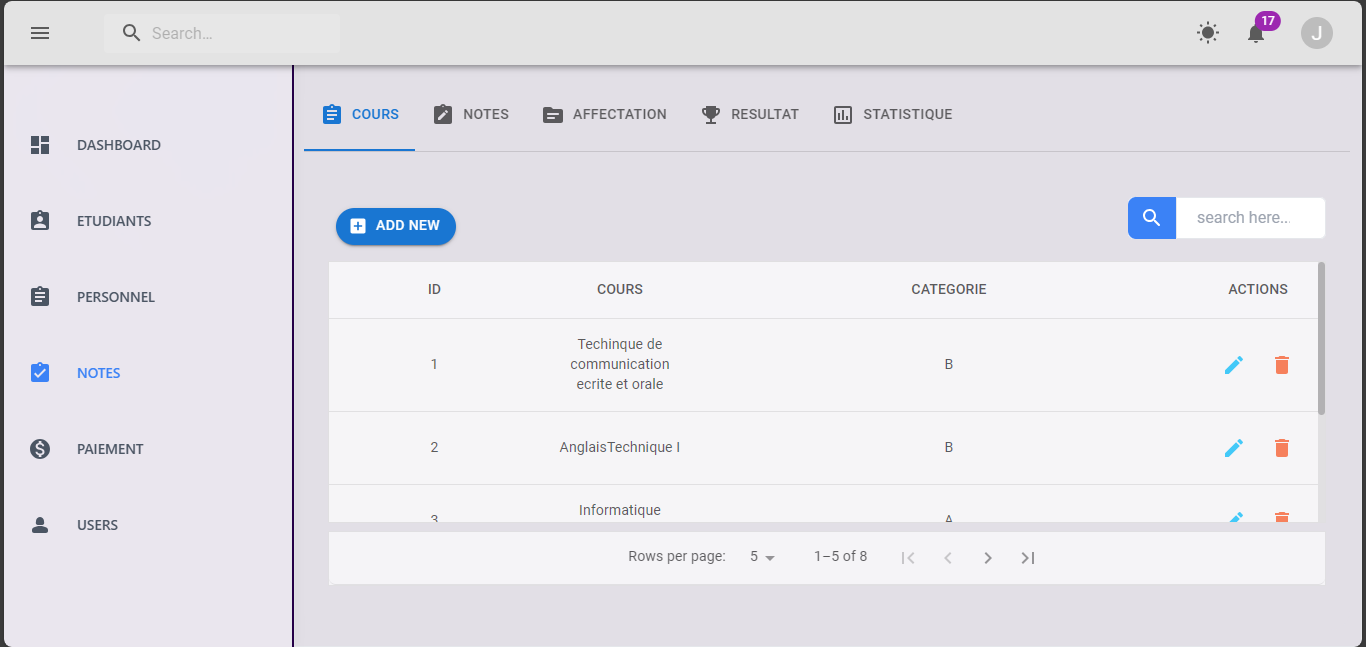 Search...
17
J
COURS
NOTES
AFFECTATION
RESULTAT
STATISTIQUE
DASHBOARD
ETUDIANTS
PERSONNEL
NOTES
PAIEMENT
USERS
ADD NEW
search here...
ID COURS CATEGORIE ACTIONS
1 Techinque de
communication
ecrite et orale
B
2 AnglaisTechnique I B
3 Informatique A
Rows per page: 5 1–5 of 8